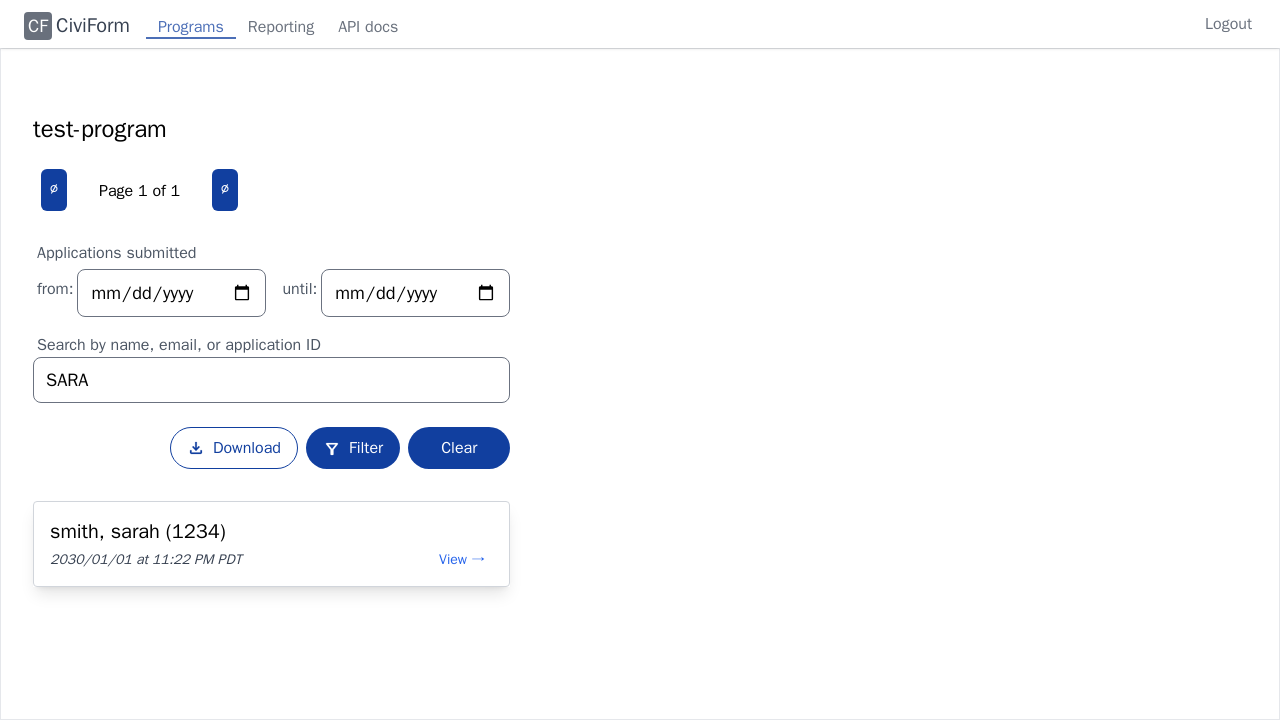 CF CiviForm Programs Reporting API docs Logout
test-program
∅ Page 1 of 1 ∅
Applications submitted
from: mm/dd/yyyy until: mm/dd/yyyy
Search by name, email, or application ID
SARA
Download Filter Clear
smith, sarah (1234)
2030/01/01 at 11:22 PM PDT View →